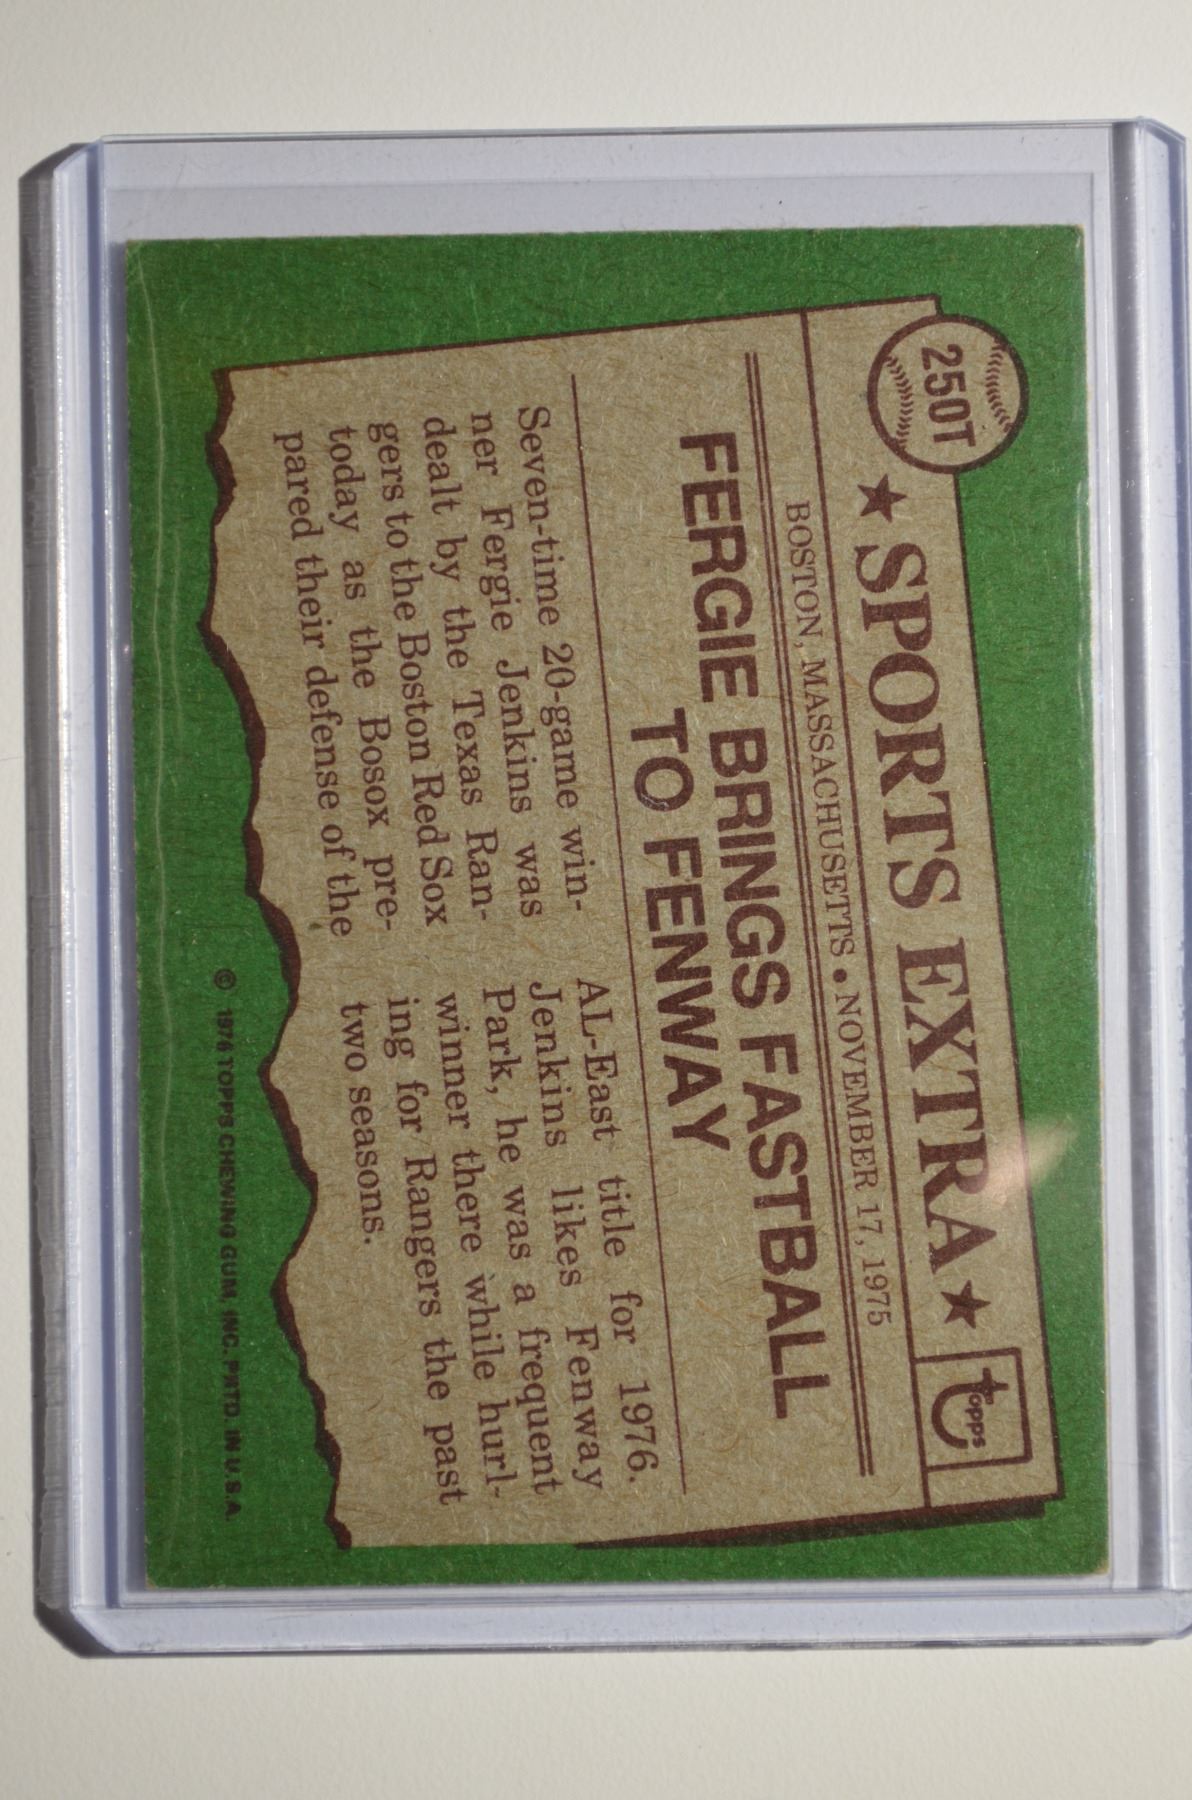 250T
★ SPORTS EXTRA ★
topps
BOSTON, MASSACHUSETTS • NOVEMBER 17, 1975
FERGIE BRINGS FASTBALL
TO FENWAY
Seven-time 20-game win-
ner Fergie Jenkins was
dealt by the Texas Ran-
gers to the Boston Red Sox
today as the Bosox pre-
pared their defense of the
AL-East title for 1976.
Jenkins likes Fenway
Park, he was a frequent
winner there while hurl-
ing for Rangers the past
two seasons.
© 1976 TOPPS CHEWING GUM, INC. PRTD. IN U.S.A.